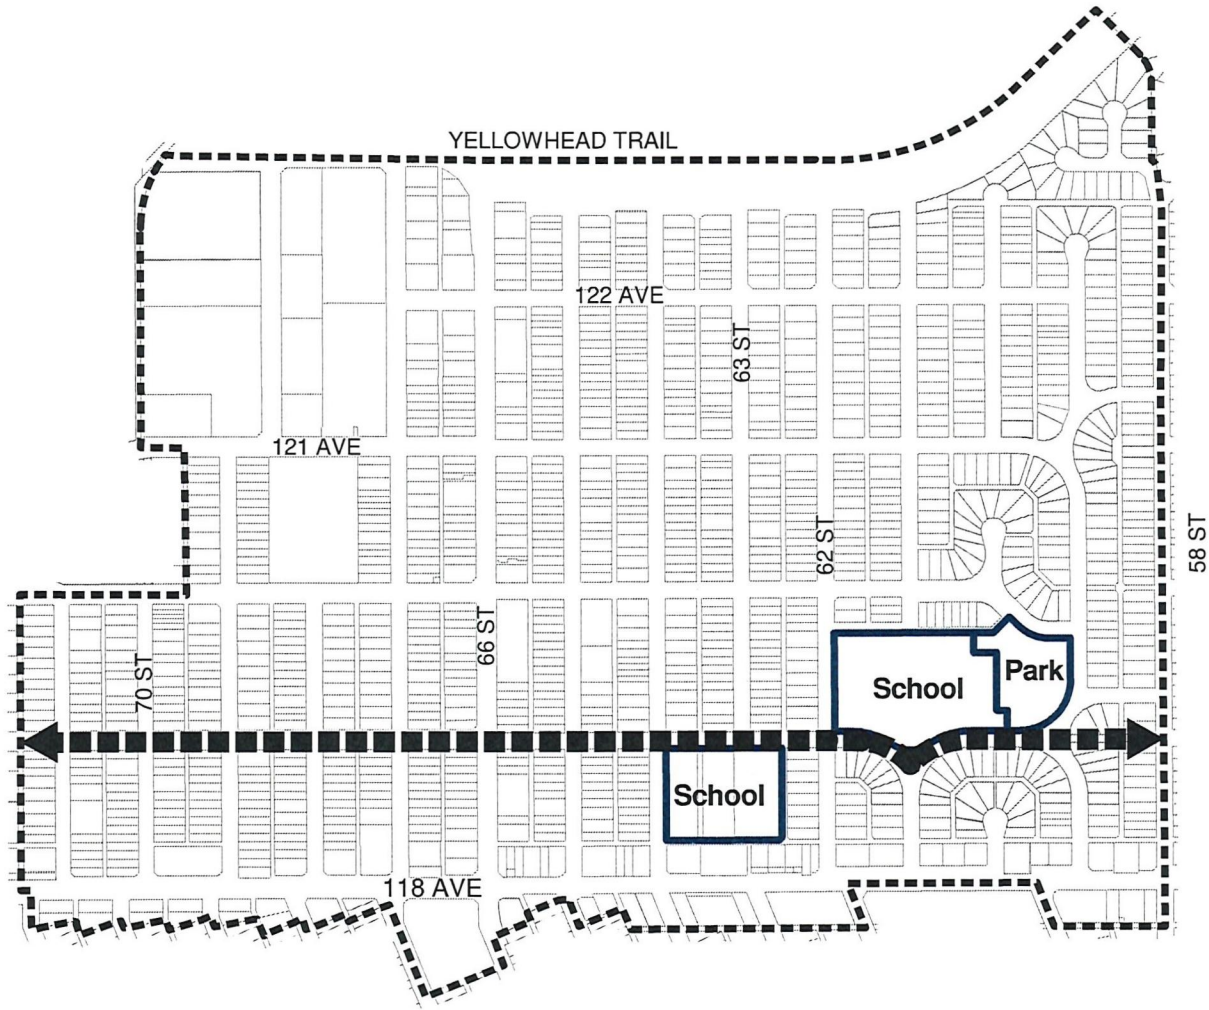 YELLOWHEAD TRAIL
122 AVE
63 ST
121 AVE
62 ST
58 ST
66 ST
70 ST
School
Park
School
118 AVE